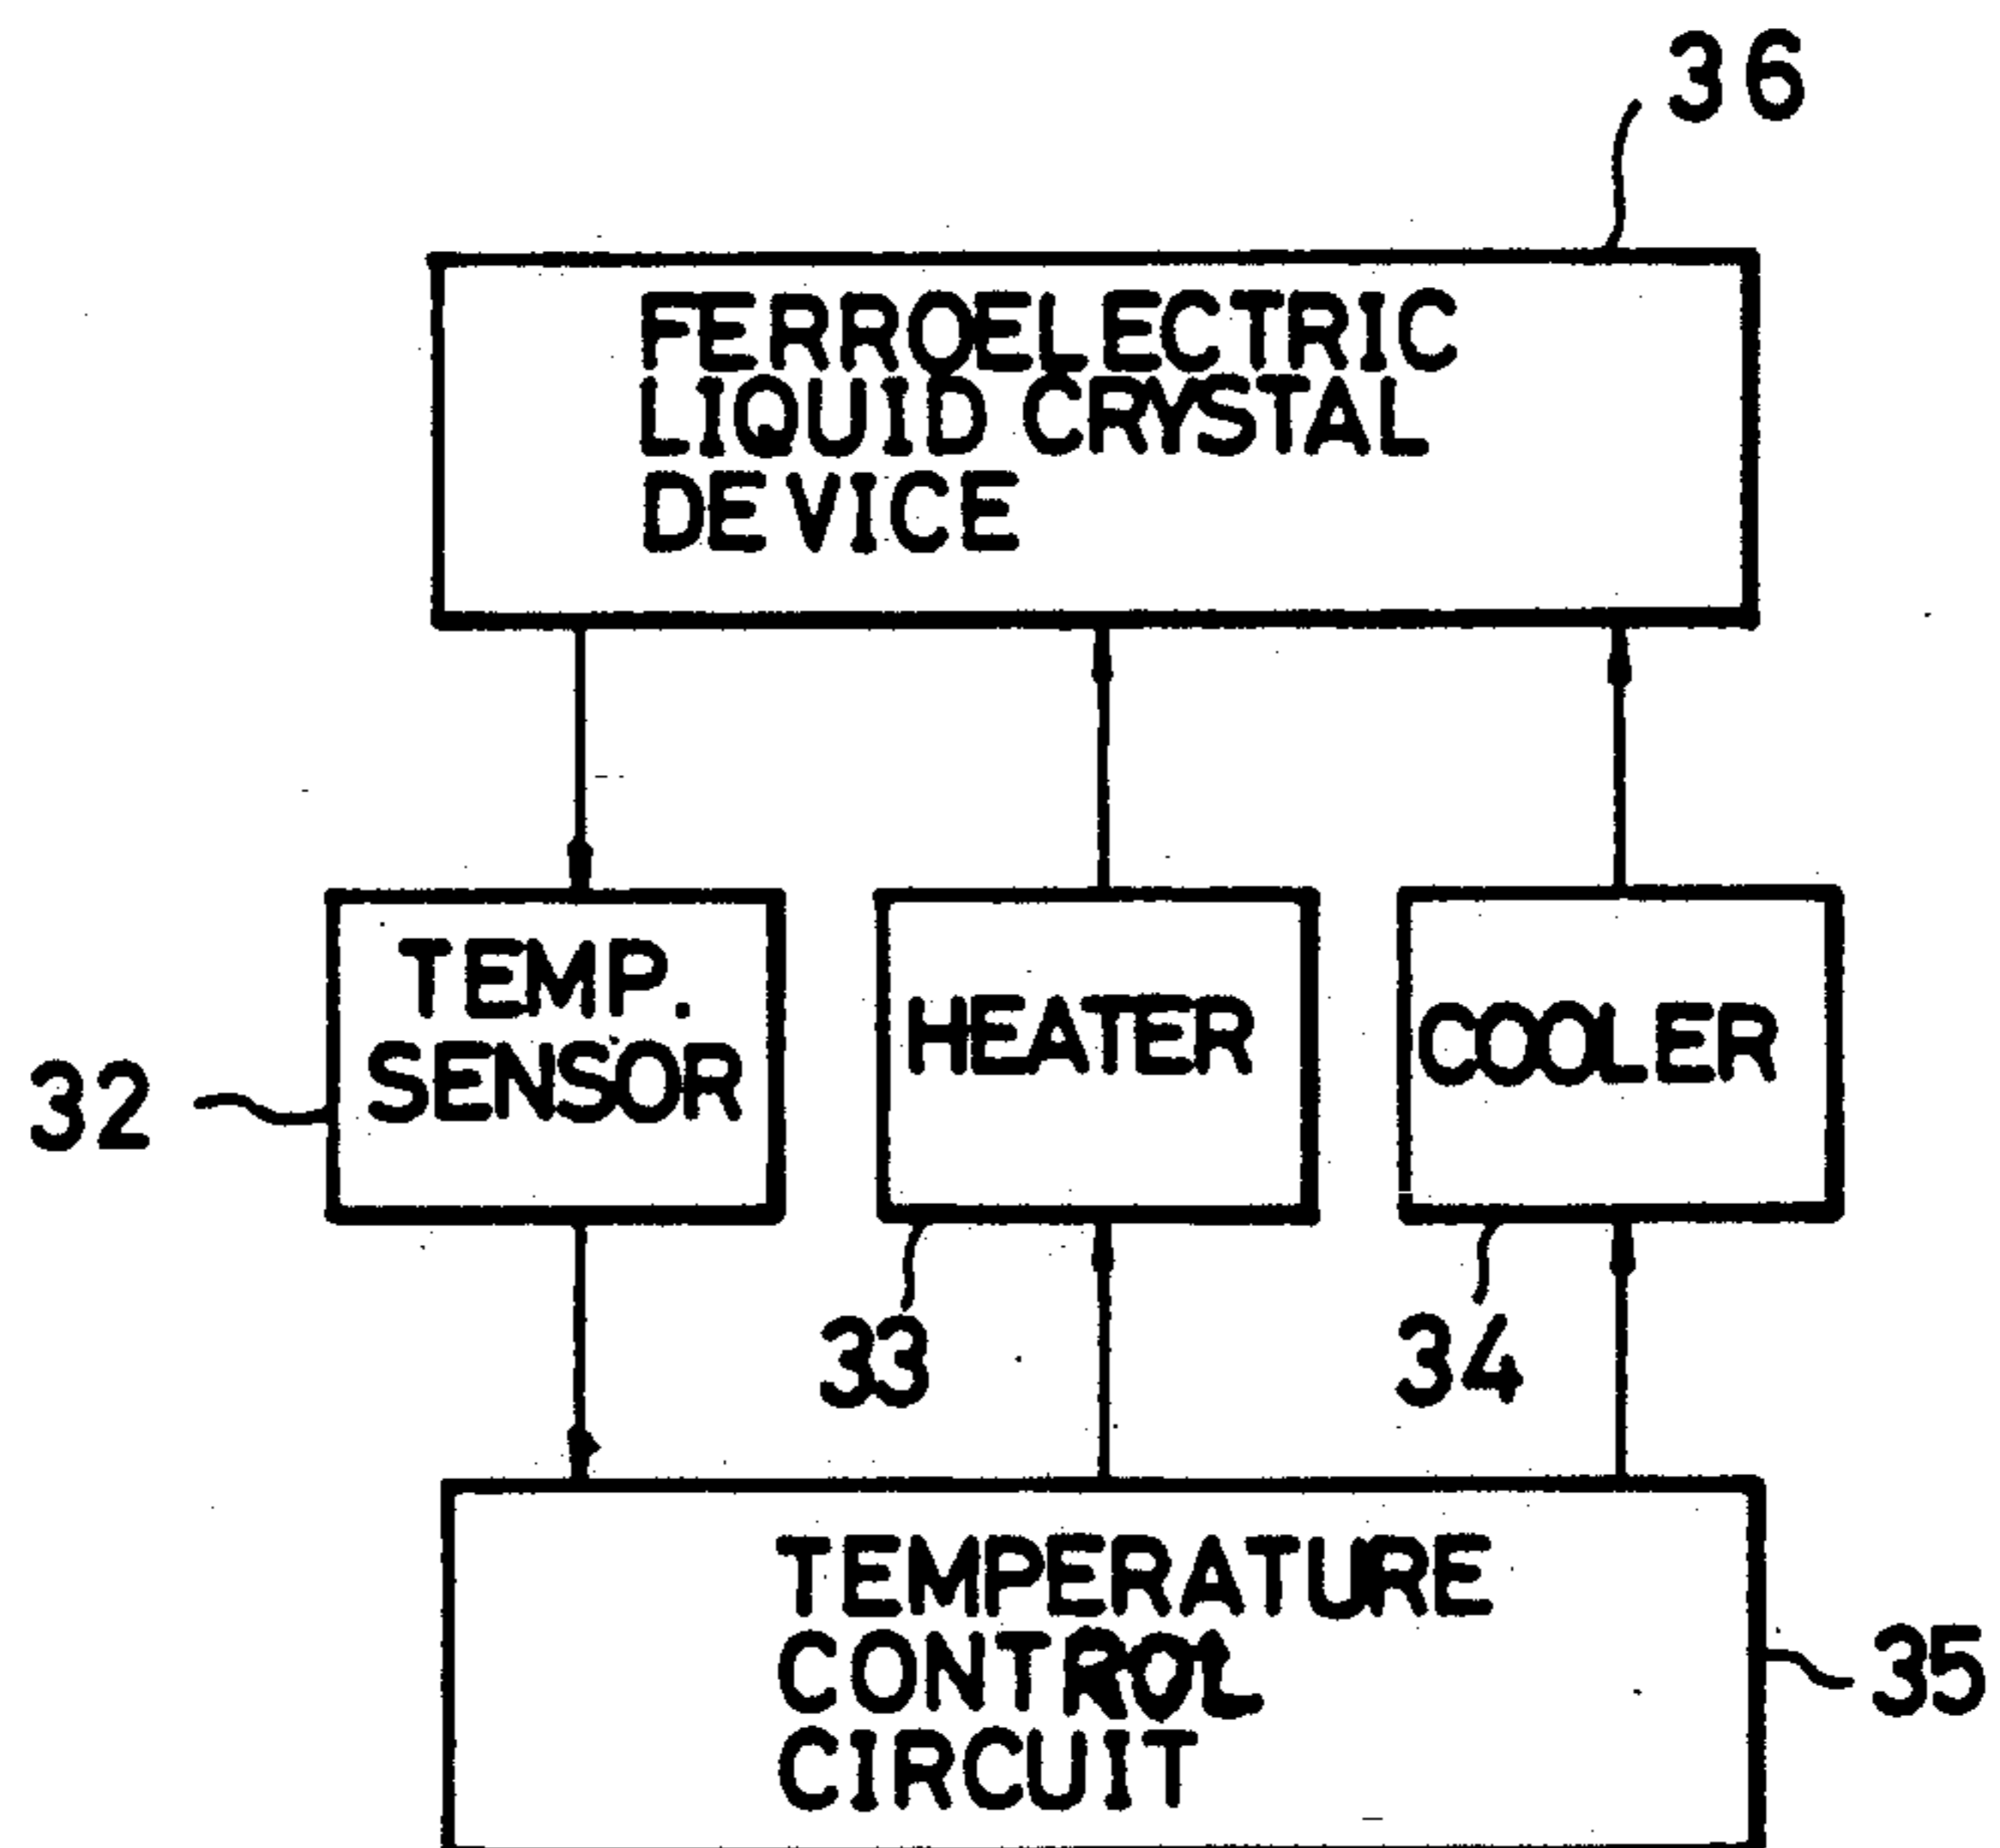 36
FERROELECTRIC
LIQUID CRYSTAL
DEVICE
TEMP.
SENSOR
HEATER
COOLER
32
33
34
TEMPERATURE
CONTROL
CIRCUIT
35